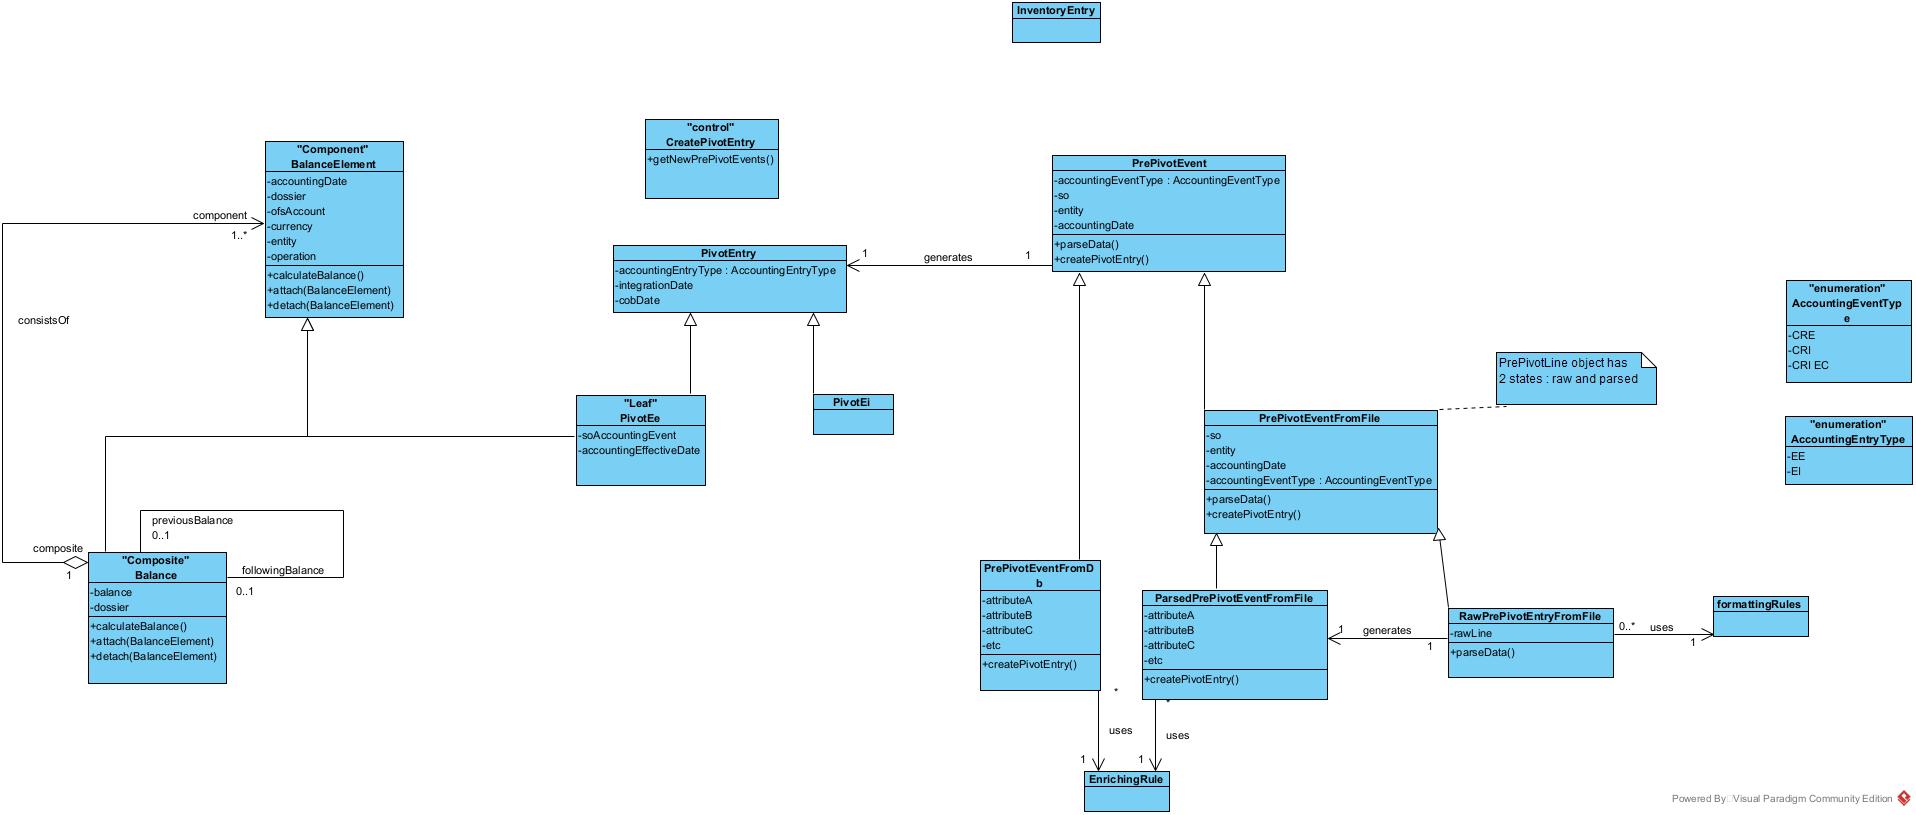 InventoryEntry
"control"
CreatePivotEntry
+getNewPrePivotEvents()
"Component"
BalanceElement
-accountingDate
-dossier
-ofsAccount
-currency
-entity
-operation
+calculateBalance()
+attach(BalanceElement)
+detach(BalanceElement)
component
1..*
consistsOf
PrePivotEvent
-accountingEventType : AccountingEventType
-so
-entity
-accountingDate
+parseData()
+createPivotEntry()
1
generates
1
PivotEntry
-accountingEntryType : AccountingEntryType
-integrationDate
-cobDate
"enumeration"
AccountingEventTyp
e
-CRE
-CRI
-CRI EC
PrePivotLine object has
2 states : raw and parsed
"Leaf"
PivotEe
-soAccountingEvent
-accountingEffectiveDate
PivotEi
PrePivotEventFromFile
-so
-entity
-accountingDate
-accountingEventType : AccountingEventType
+parseData()
+createPivotEntry()
"enumeration"
AccountingEntryType
-EE
-EI
previousBalance
0..1
composite
1
"Composite"
Balance
-balance
-dossier
+calculateBalance()
+attach(BalanceElement)
+detach(BalanceElement)
followingBalance
0..1
PrePivotEventFromD
b
-attributeA
-attributeB
-attributeC
-etc
+createPivotEntry()
ParsedPrePivotEventFromFile
-attributeA
-attributeB
-attributeC
-etc
+createPivotEntry()
1
generates
1
RawPrePivotEntryFromFile
-rawLine
+parseData()
0..*
uses
1
formattingRules
*
uses
1
*
uses
1
EnrichingRule
Powered By Visual Paradigm Community Edition